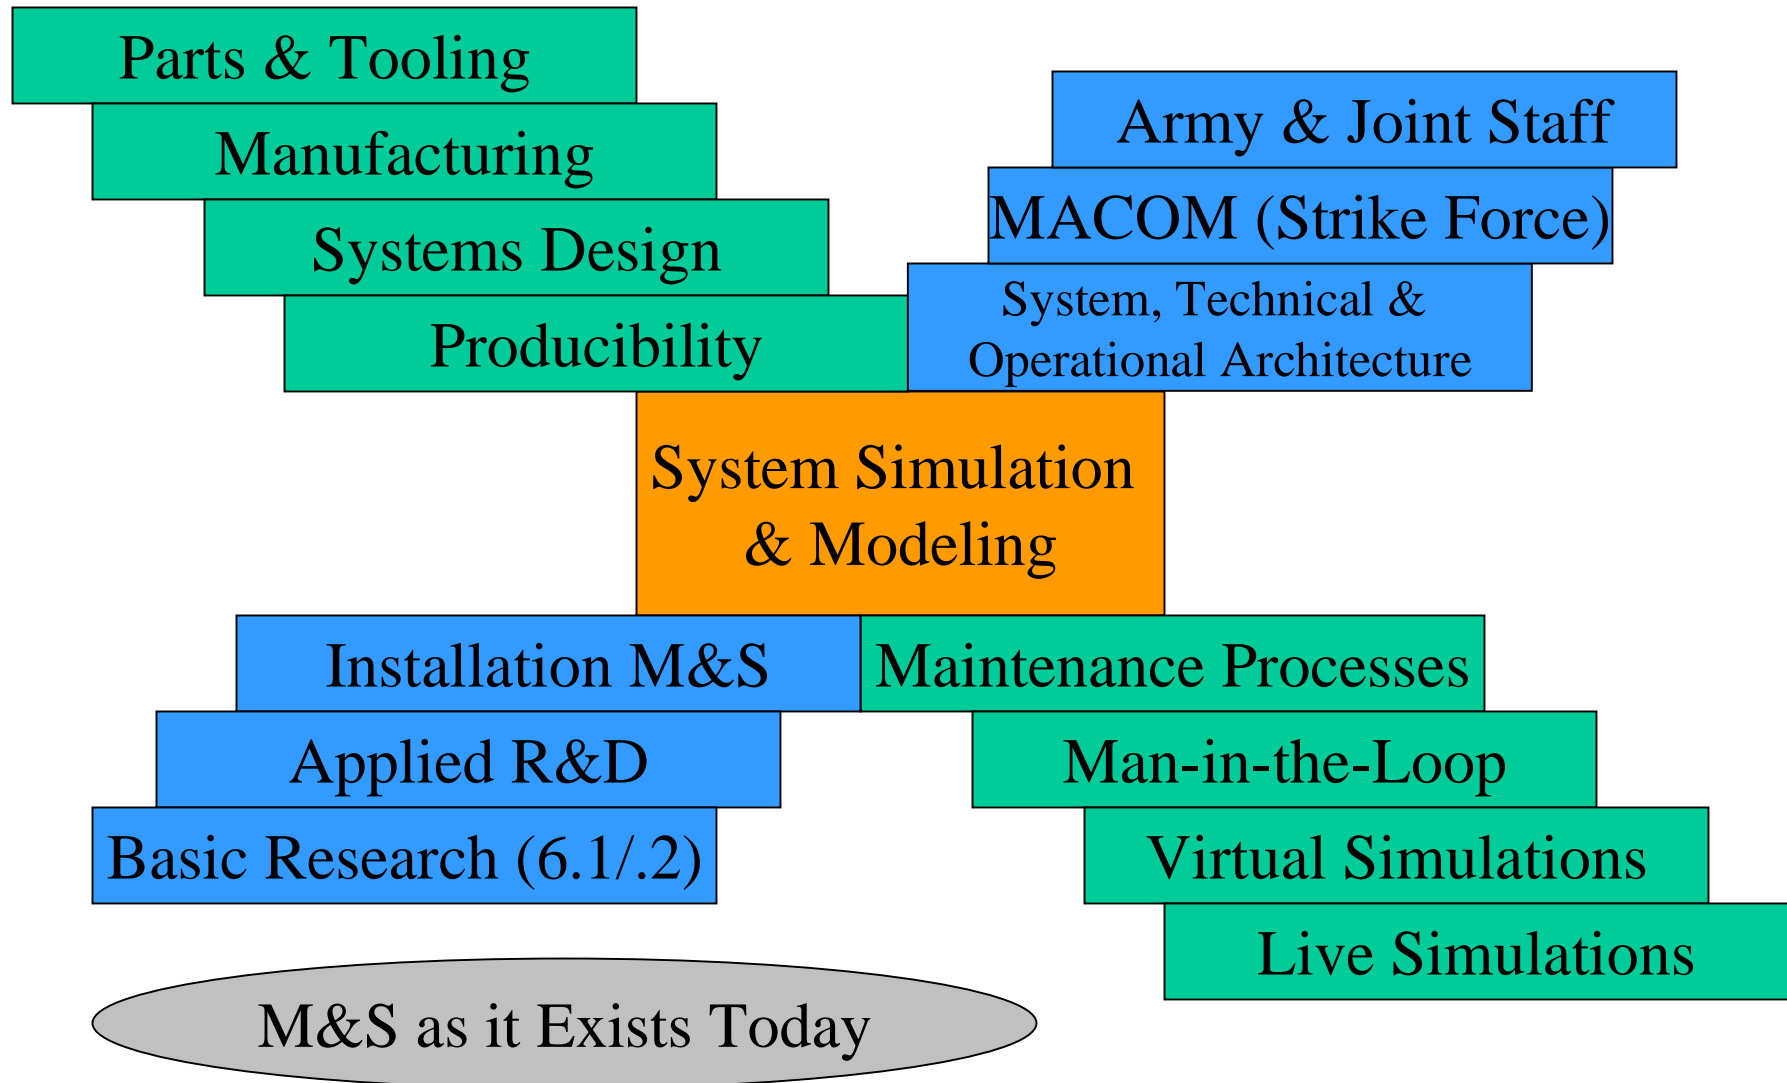 Parts & Tooling
Manufacturing
Systems Design
Producibility
Army & Joint Staff
MACOM (Strike Force)
System, Technical &
Operational Architecture
System Simulation
& Modeling
Installation M&S
Applied R&D
Basic Research (6.1/.2)
Maintenance Processes
Man-in-the-Loop
Virtual Simulations
Live Simulations
M&S as it Exists Today